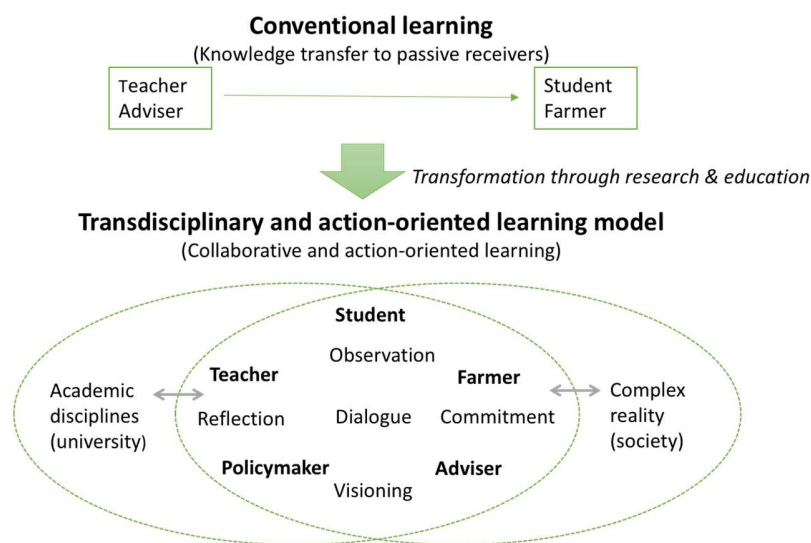 Conventional learning
(Knowledge transfer to passive receivers)
Teacher
Adviser
Student
Farmer
Transformation through research & education
Transdisciplinary and action-oriented learning model
(Collaborative and action-oriented learning)
Student
Observation
Teacher
Farmer
Academic
disciplines
(university)
Reflection
Dialogue
Commitment
Complex
reality
(society)
Policymaker
Adviser
Visioning